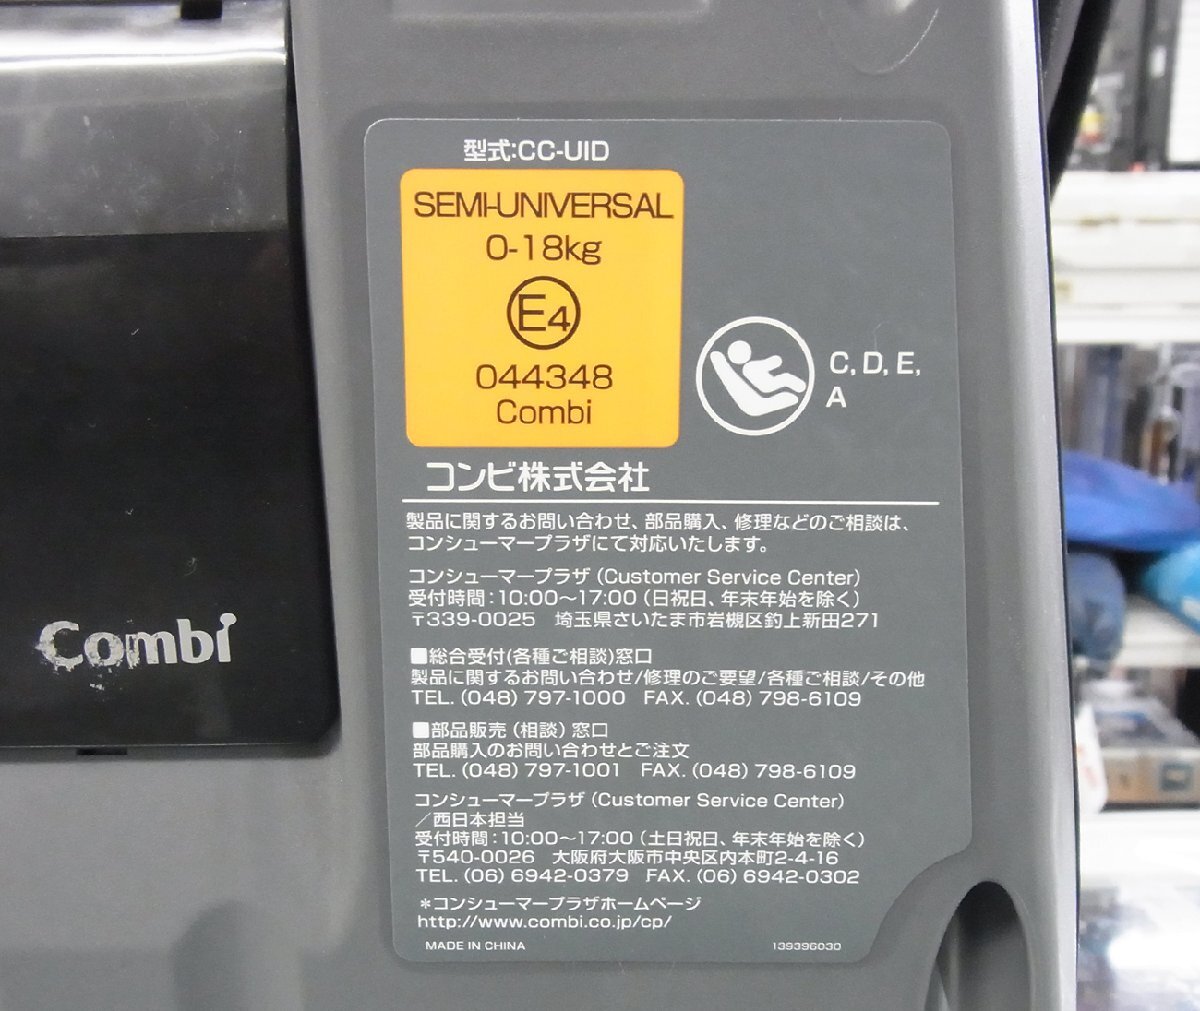 型式:CC-UID
SEMI-UNIVERSAL
0-18kg
E4
044348
Combi
C, D, E,
A
コンビ株式会社
製品に関するお問い合わせ、部品購入、修理などのご相談は、
コンシューマープラザにて対応いたします。
コンシューマープラザ (Customer Service Center)
受付時間:10:00〜17:00 (日祝日、年末年始を除く)
〒339-0025 埼玉県さいたま市岩槻区釣上新田271
■総合受付(各種ご相談)窓口
製品に関するお問い合わせ/修理のご要望/各種ご相談/その他
TEL. (048) 797-1000 FAX. (048) 798-6109
■部品販売 (相談) 窓口
部品購入のお問い合わせとご注文
TEL. (048) 797-1001 FAX. (048) 798-6109
コンシューマープラザ (Customer Service Center)
/西日本担当
受付時間:10:00〜17:00 (土日祝日、年末年始を除く)
〒540-0026 大阪府大阪市中央区内本町2-4-16
TEL. (06) 6942-0379 FAX. (06) 6942-0302
*コンシューマープラザホームページ
http://www.combi.co.jp/cp/
MADE IN CHINA 139396030
Combi